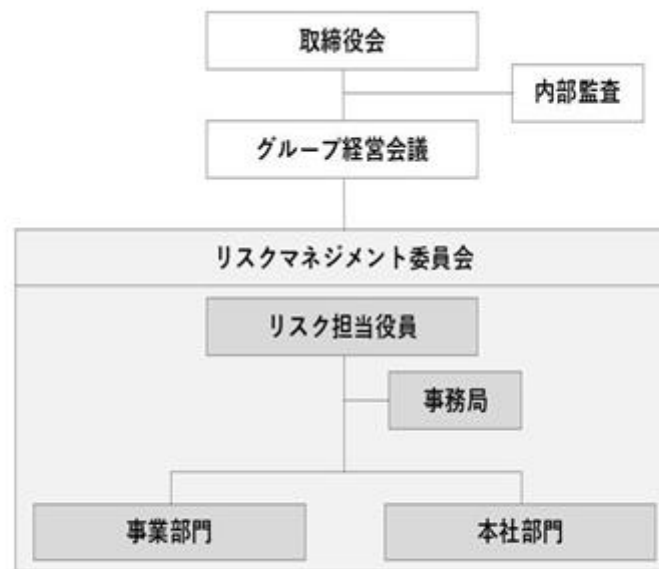 取締役会
内部監査
グループ経営会議
リスクマネジメント委員会
リスク担当役員
事務局
事業部門
本社部門